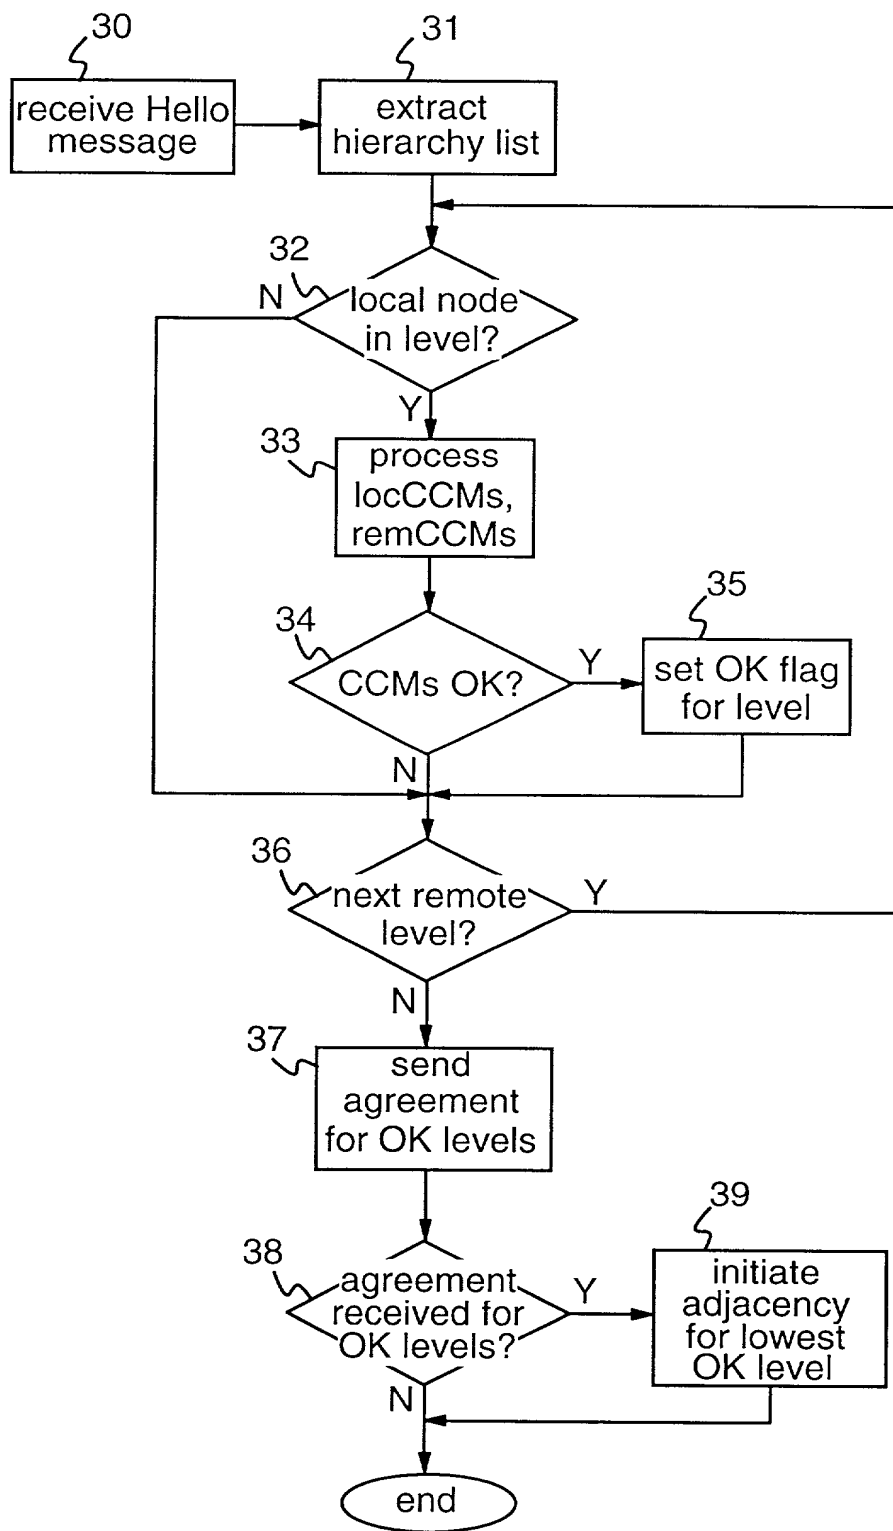 30
receive Hello
message
31
extract
hierarchy list
32
N
local node
in level?
Y
33
process
locCCMs,
remCCMs
34
CCMs OK?
Y
35
set OK flag
for level
N
36
next remote
level?
Y
N
37
send
agreement
for OK levels
38
agreement
received for
OK levels?
Y
39
initiate
adjacency
for lowest
OK level
N
end